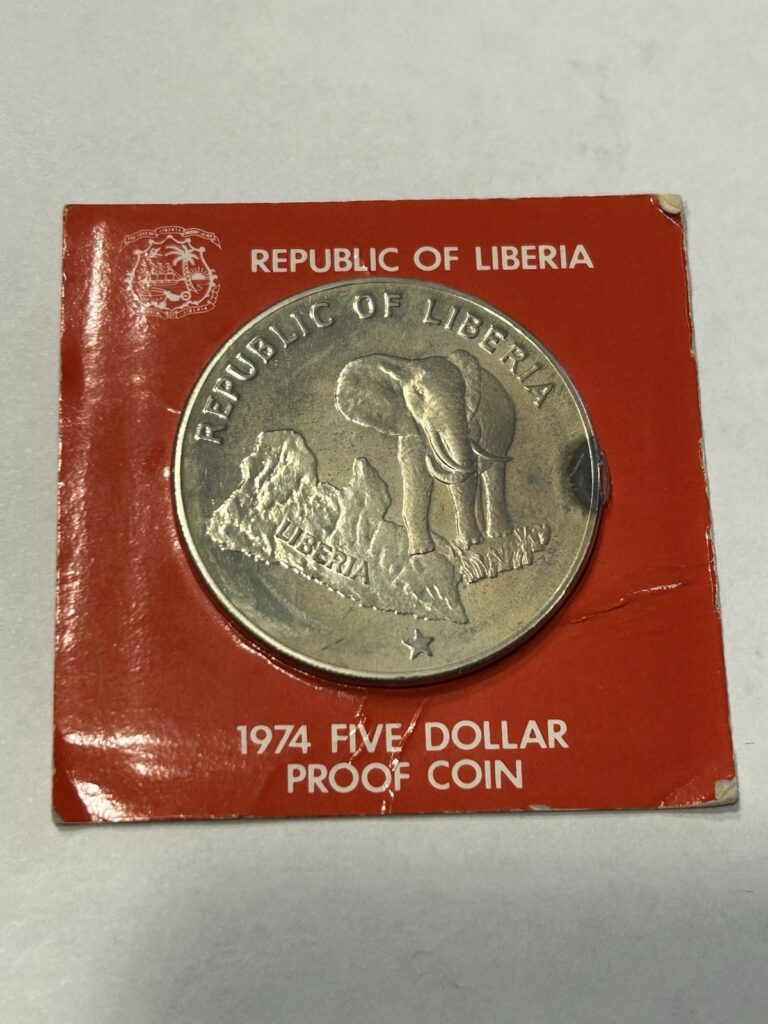 REPUBLIC OF LIBERIA
REPUBLIC OF LIBERIA
LIBERIA
1974 FIVE DOLLAR
PROOF COIN